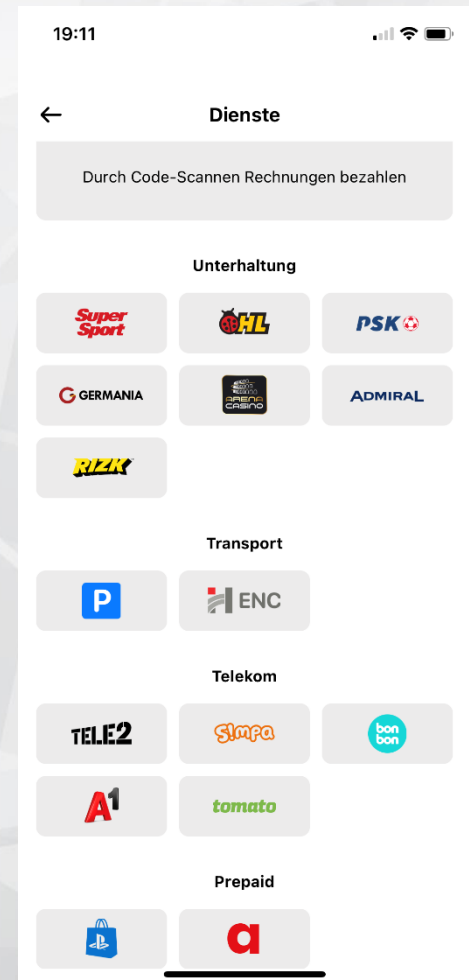 19:11
Dienste
Durch Code-Scannen Rechnungen bezahlen
Unterhaltung
Super Sport
HL
PSK
GERMANIA
ARENA CASINO
ADMIRAL
RIZK
Transport
P
ENC
Telekom
TELE2
S!mpa
bon bon
A1
tomato
Prepaid
a